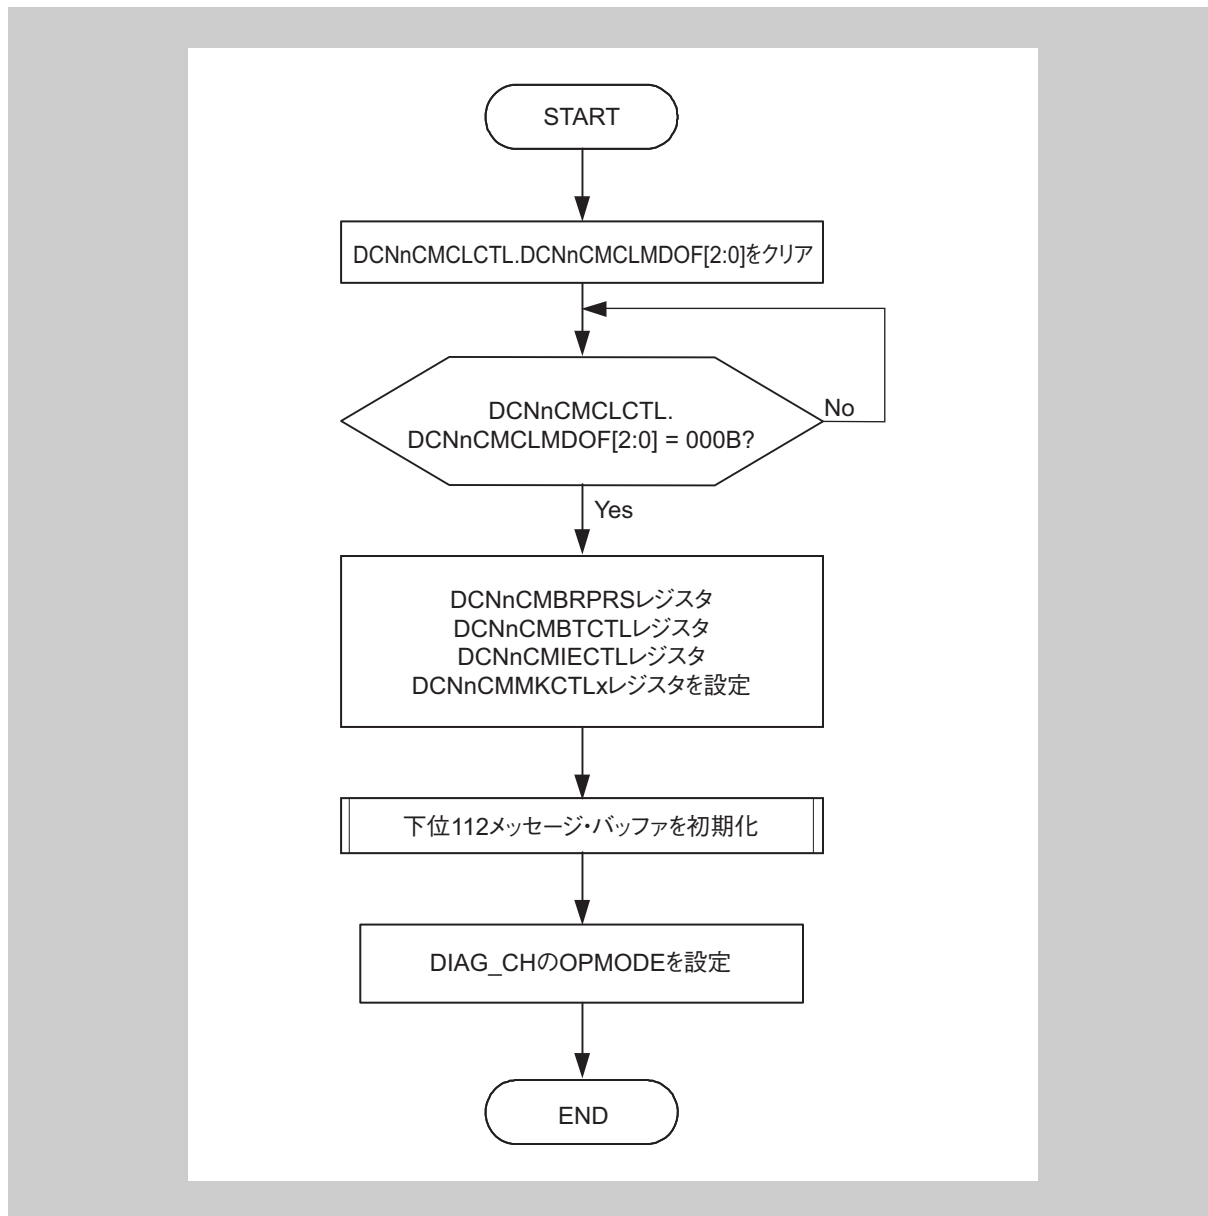 START
DCNnCMCLCTL.DCNnCMCLMDOF[2:0]をクリア
DCNnCMCLCTL.
DCNnCMCLMDOF[2:0] = 000B?
No
Yes
DCNnCMBRPRSレジスタ
DCNnCMBTCTLレジスタ
DCNnCMIECTLレジスタ
DCNnCMMKCTLxレジスタを設定
下位112メッセージ・バッファを初期化
DIAG_CHのOPMODEを設定
END